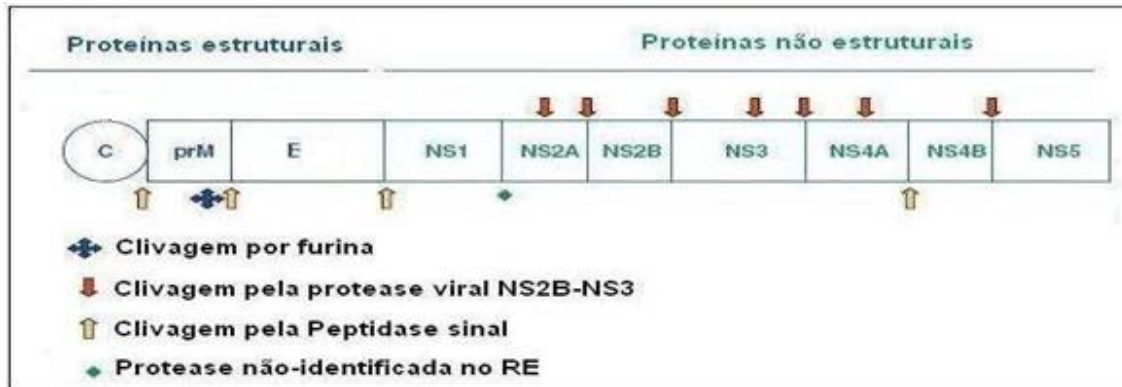 Proteínas estruturais Proteínas não estruturais
C prM E NS1 NS2A NS2B NS3 NS4A NS4B NS5
Clivagem por furina
Clivagem pela protease viral NS2B-NS3
Clivagem pela Peptidase sinal
Protease não-identificada no RE